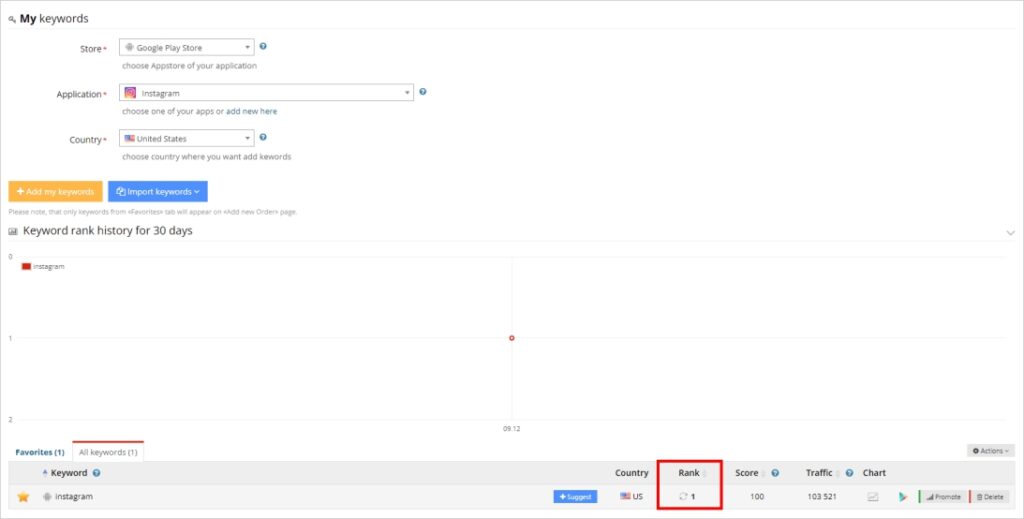 My keywords
Store *
Google Play Store
choose Appstore of your application
Application *
Instagram
choose one of your apps or add new here
Country *
United States
choose country where you want add kewords
Add my keywords
Import keywords
Please note, that only keywords from «Favorites» tab will appear on «Add new Order» page.
Keyword rank history for 30 days
0
instagram
1
2
09.12
Favorites (1) All keywords (1) Actions
Keyword Country Rank Score Traffic Chart
instagram + Suggest US 1 100 103 521 Promote Delete